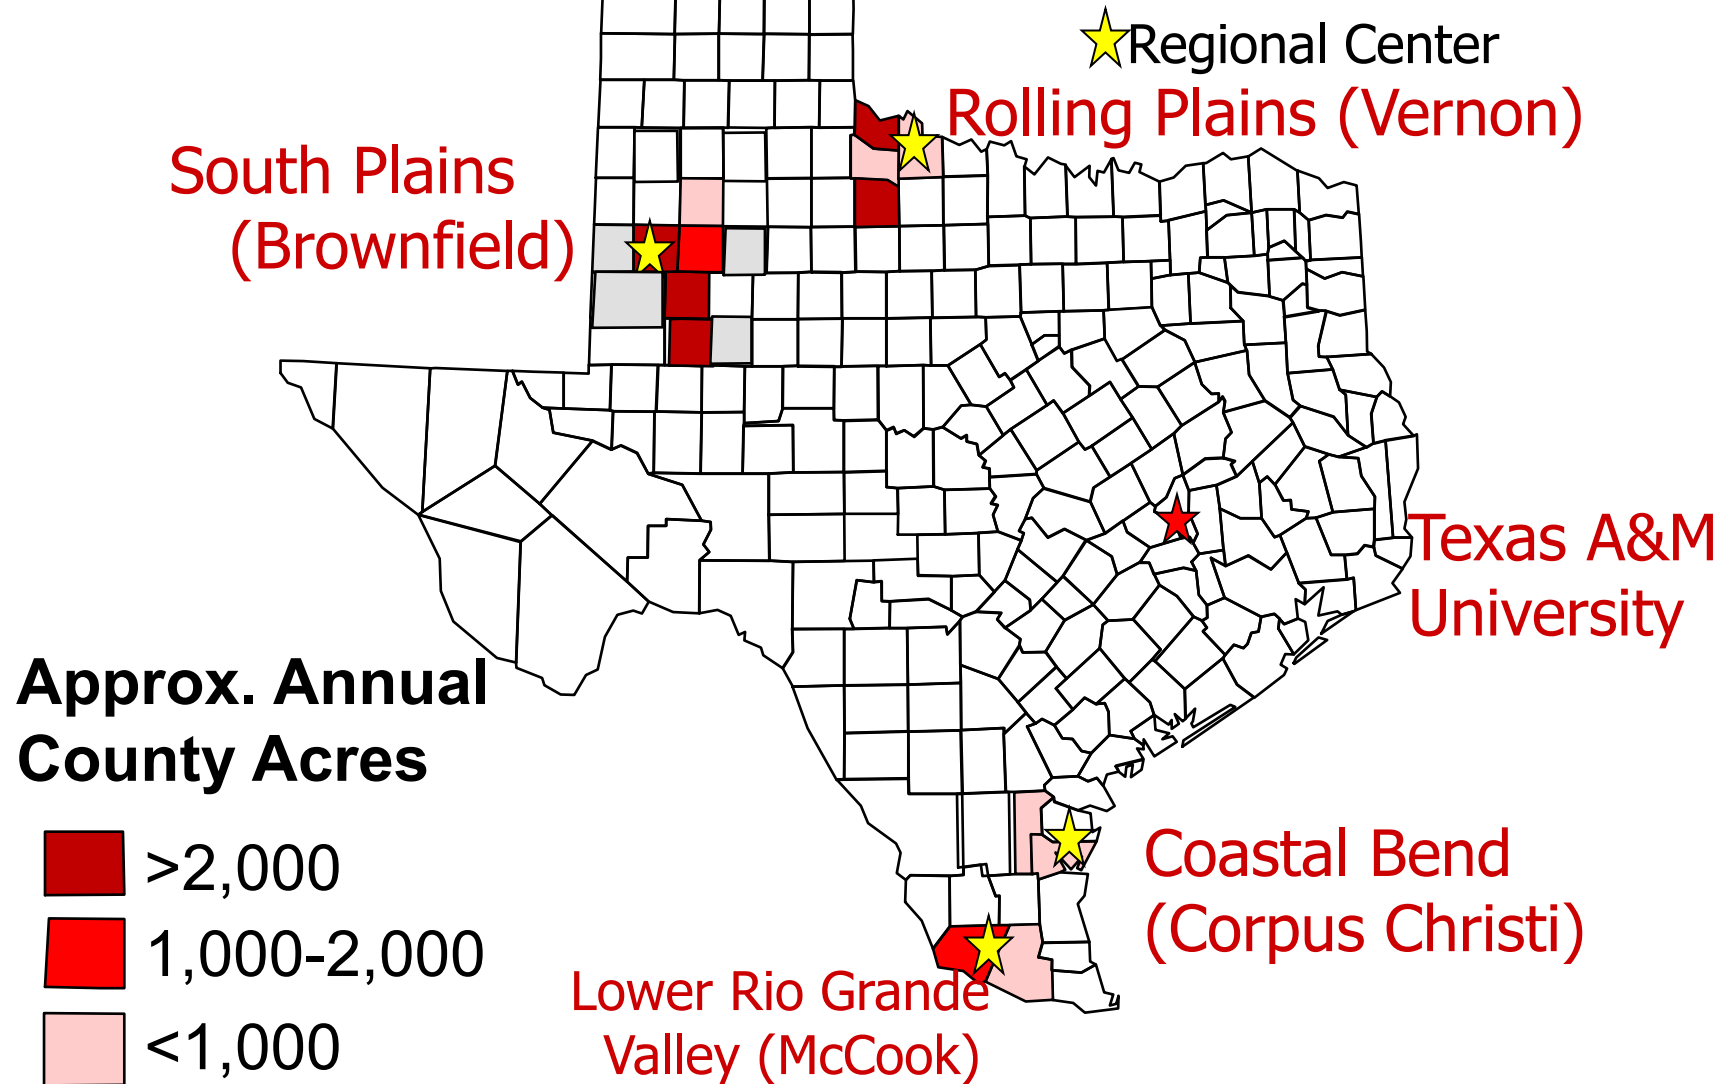 Regional Center
Rolling Plains (Vernon)
South Plains
(Brownfield)
Texas A&M
University
Approx. Annual
County Acres
>2,000
1,000-2,000
<1,000
Coastal Bend
(Corpus Christi)
Lower Rio Grande
Valley (McCook)